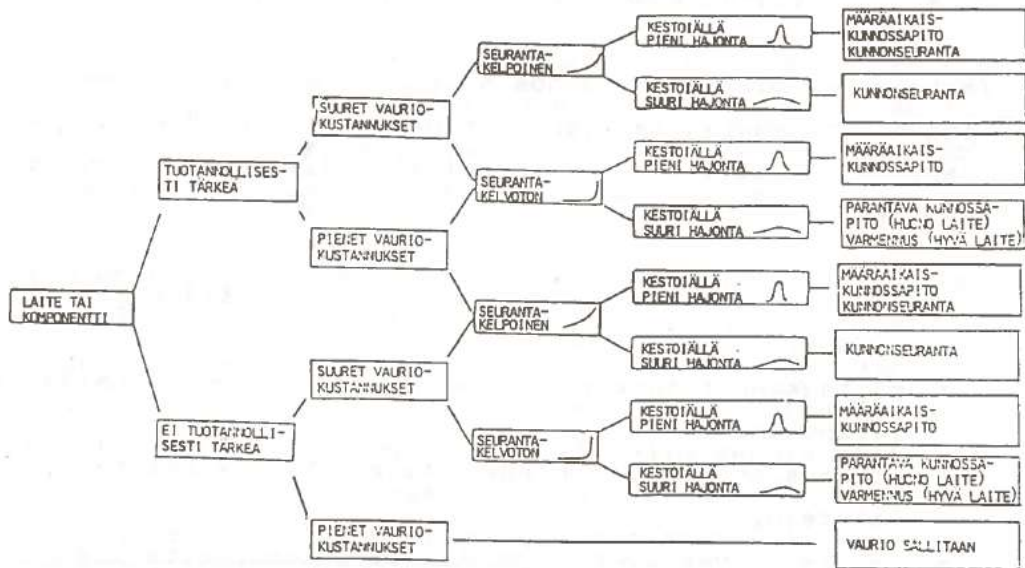 LAITE TAI
KOMPONENTTI
TUOTANNOLLISES-
TI TÄRKEA
EI TUOTANNOLLI-
SESTI TARKEA
SUURET VAURIO-
KUSTANNUKSET
PIENET VAURIO-
KUSTANNUKSET
SUURET VAURIO-
KUSTANNUKSET
PIENET VAURIO-
KUSTANNUKSET
SEURANTA-
KELPOINEN
SEURANTA-
KELVOTON
SEURANTA-
KELPOINEN
SEURANTA-
KELVOTON
KESTOIÄLLÄ
PIENI HAJONTA
KESTOIÄLLÄ
SUURI HAJONTA
KESTOIÄLLÄ
PIENI HAJONTA
KESTOIÄLLÄ
SUURI HAJONTA
KESTOIÄLLÄ
PIENI HAJONTA
KESTOIÄLLÄ
SUURI HAJONTA
KESTOIÄLLÄ
PIENI HAJONTA
KESTOIÄLLÄ
SUURI HAJONTA
MÄÄRÄAIKAIS-
KUNNOSSAPITO
KUNNONSEURANTA
KUNNONSEURANTA
MÄÄRÄAIKAIS-
KUNNOSSAPITO
PARANTAVA KUNNOSSA-
PITO (HUONO LAITE)
VARMENNUS (HYVÄ LAITE)
MÄÄRÄAIKAIS-
KUNNOSSAPITO
KUNNONSEURANTA
KUNNONSEURANTA
MÄÄRÄAIKAIS-
KUNNOSSAPITO
PARANTAVA KUNNOSSA-
PITO (HUONO LAITE)
VARMENNUS (HYVÄ LAITE)
VAURIO SALLITAAN